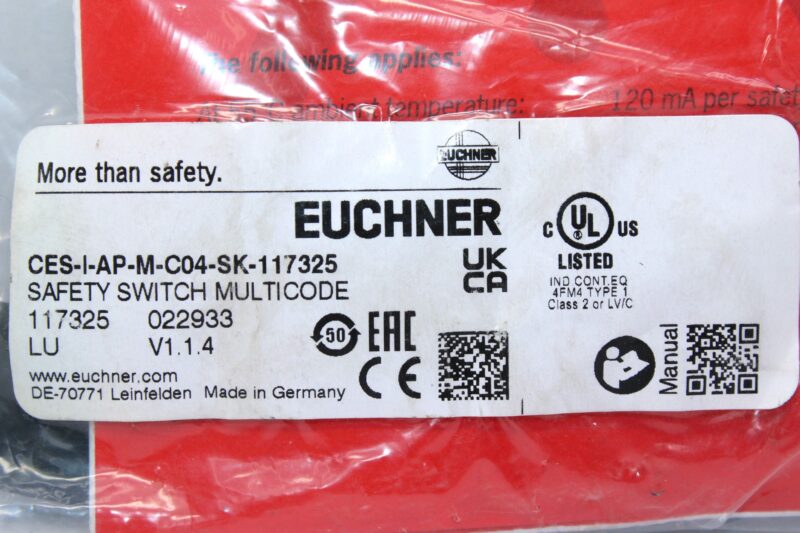 The following applies:
ambient temperature: 120 mA per safet
More than safety.
EUCHNER
EUCHNER
CES-I-AP-M-C04-SK-117325
SAFETY SWITCH MULTICODE
117325 022933
LU V1.1.4
www.euchner.com
DE-70771 Leinfelden Made in Germany
50
EAC
CE
UK
CA
C UL US
LISTED
IND CONT.EQ
4FM4 TYPE 1
Class 2 or LV/C
Manual